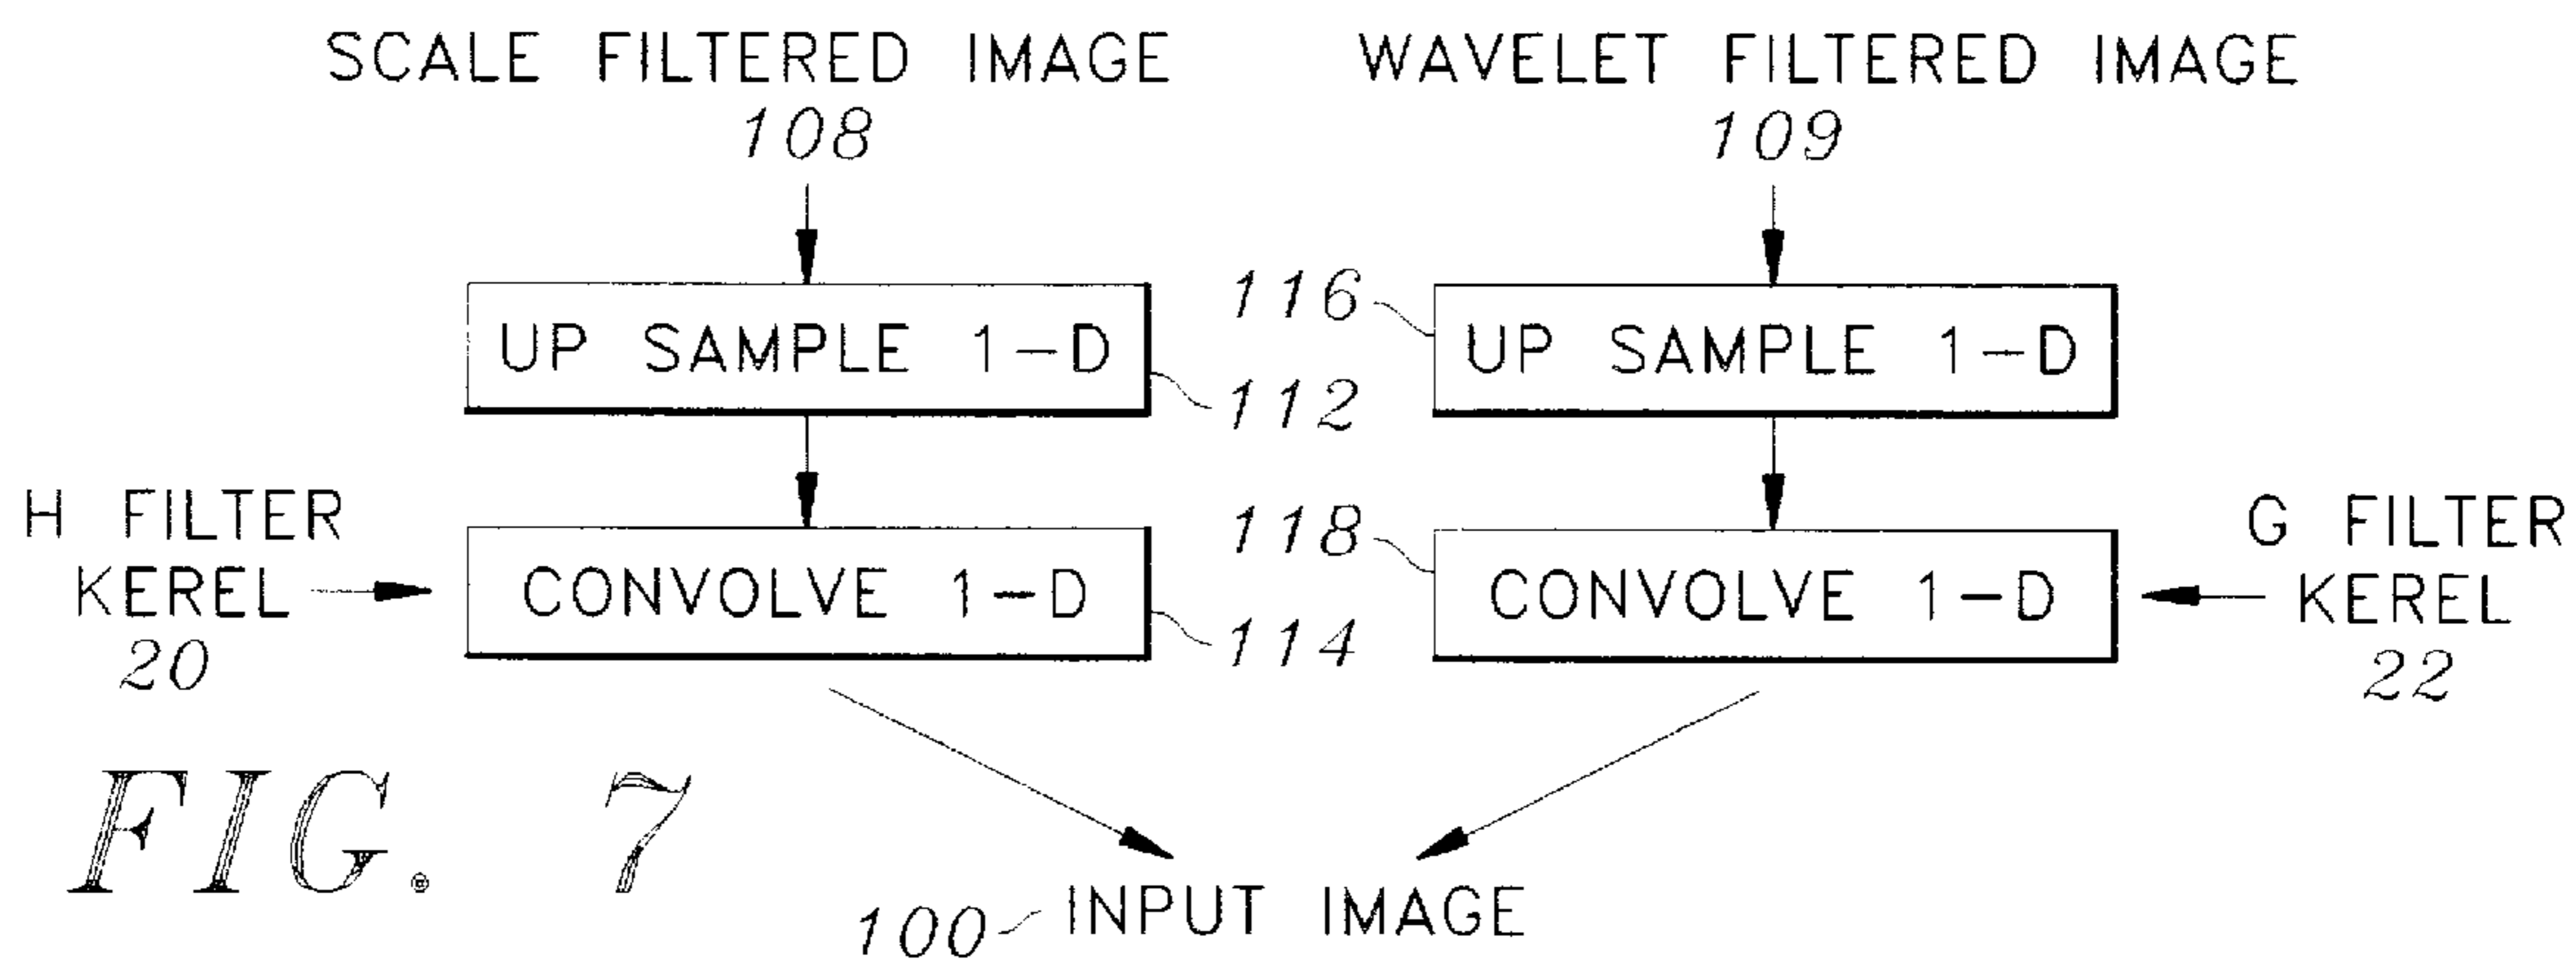 SCALE FILTERED IMAGE
108
WAVELET FILTERED IMAGE
109
UP SAMPLE 1-D
112
116
UP SAMPLE 1-D
H FILTER
KEREL
20
CONVOLVE 1-D
114
118
CONVOLVE 1-D
G FILTER
KEREL
22
100 INPUT IMAGE
FIG. 7